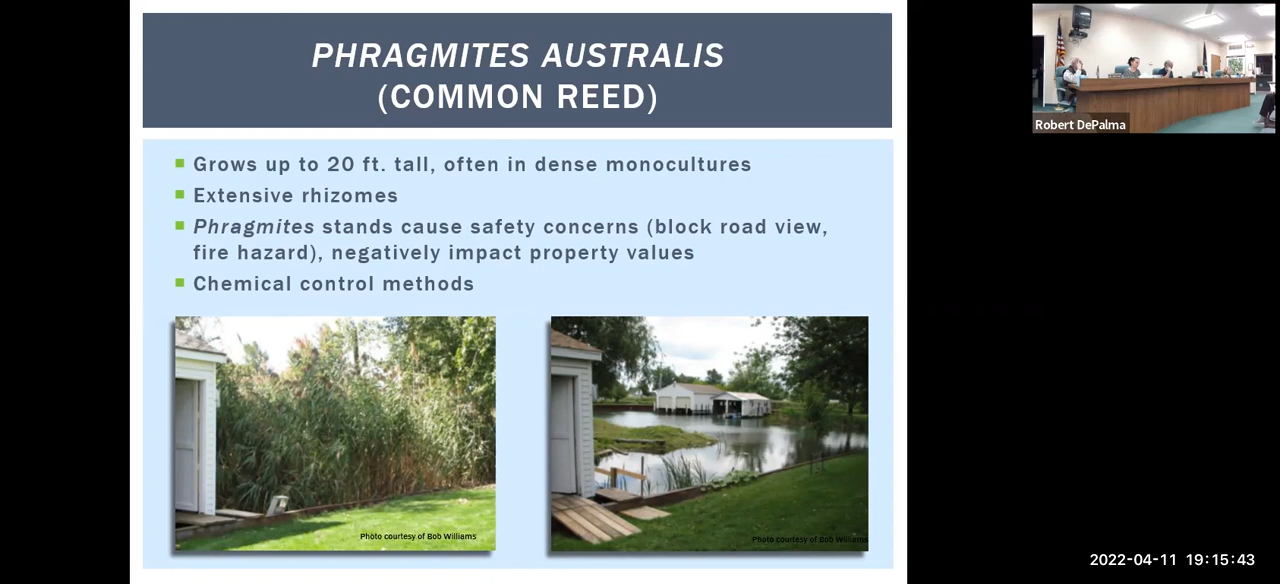 PHRAGMITES AUSTRALIS
(COMMON REED)
Grows up to 20 ft. tall, often in dense monocultures
Extensive rhizomes
Phragmites stands cause safety concerns (block road view,
fire hazard), negatively impact property values
Chemical control methods
Photo courtesy of Bob Williams
Photo courtesy of Bob Williams
Robert DePalma
2022-04-11 19:15:43